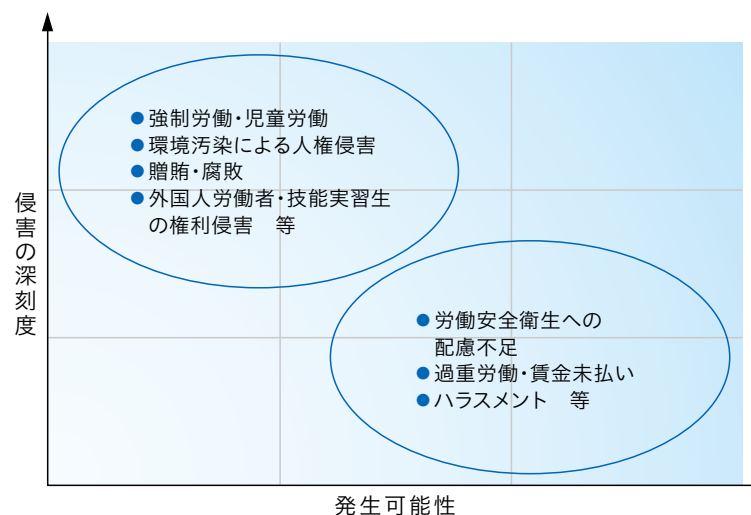 侵害の深刻度
●強制労働・児童労働
●環境汚染による人権侵害
●贈賄・腐敗
●外国人労働者・技能実習生
の権利侵害　等
●労働安全衛生への
配慮不足
●過重労働・賃金未払い
●ハラスメント　等
発生可能性